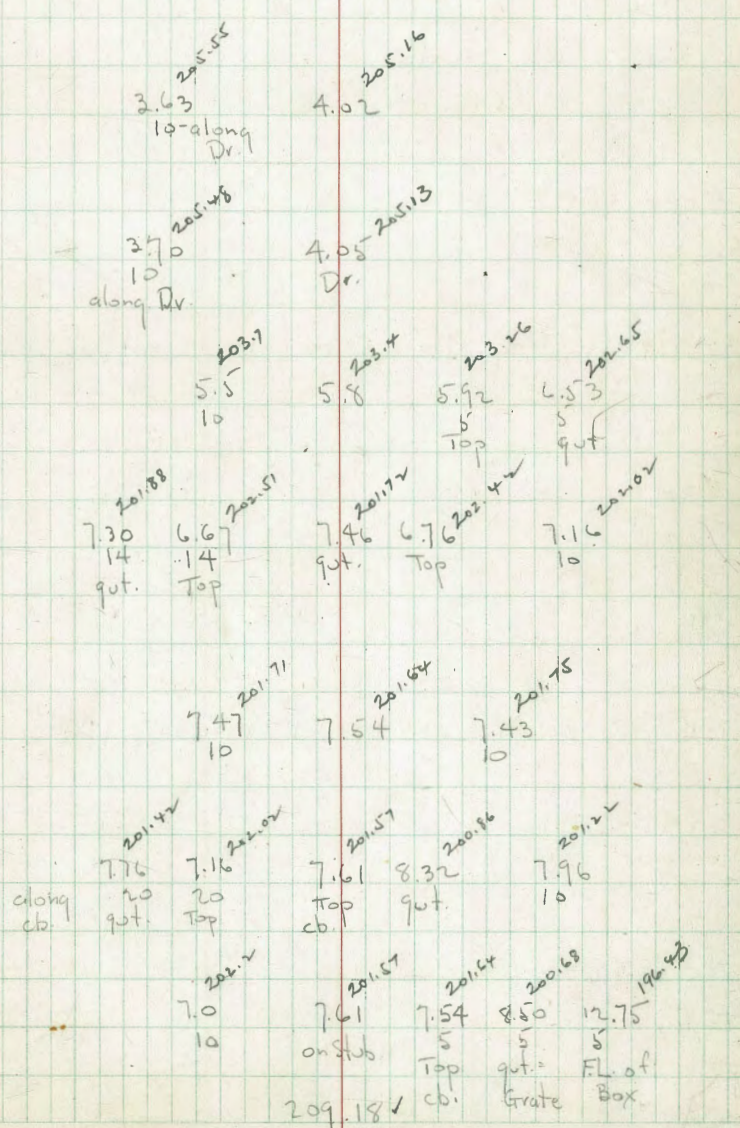 205.55 205.16
3.63 4.02
10-along
Dr.
205.48 205.13
3.70 4.05
10 Dr.
along Dr.
203.7 203.4 203.26 202.65
5.5 5.8 5.92 6.53
10 5 5
Top gut
201.88 202.51 201.72 202.42 202.02
7.30 6.67 7.46 6.76 7.16
14 14 gut. Top 10
gut. Top
201.71 201.64 201.75
7.47 7.54 7.43
10 10
201.42 202.02 201.57 200.86 201.22
7.76 7.16 7.61 8.32 7.96
along 20 20 Top gut. 10
cb. gut. Top cb.
202.2 201.57 201.64 200.68 196.43
7.0 7.61 7.54 8.50 12.75
10 on Stub 5 5 5
Top gut.= F.L. of
cb. Grate Box
209.18 ✓